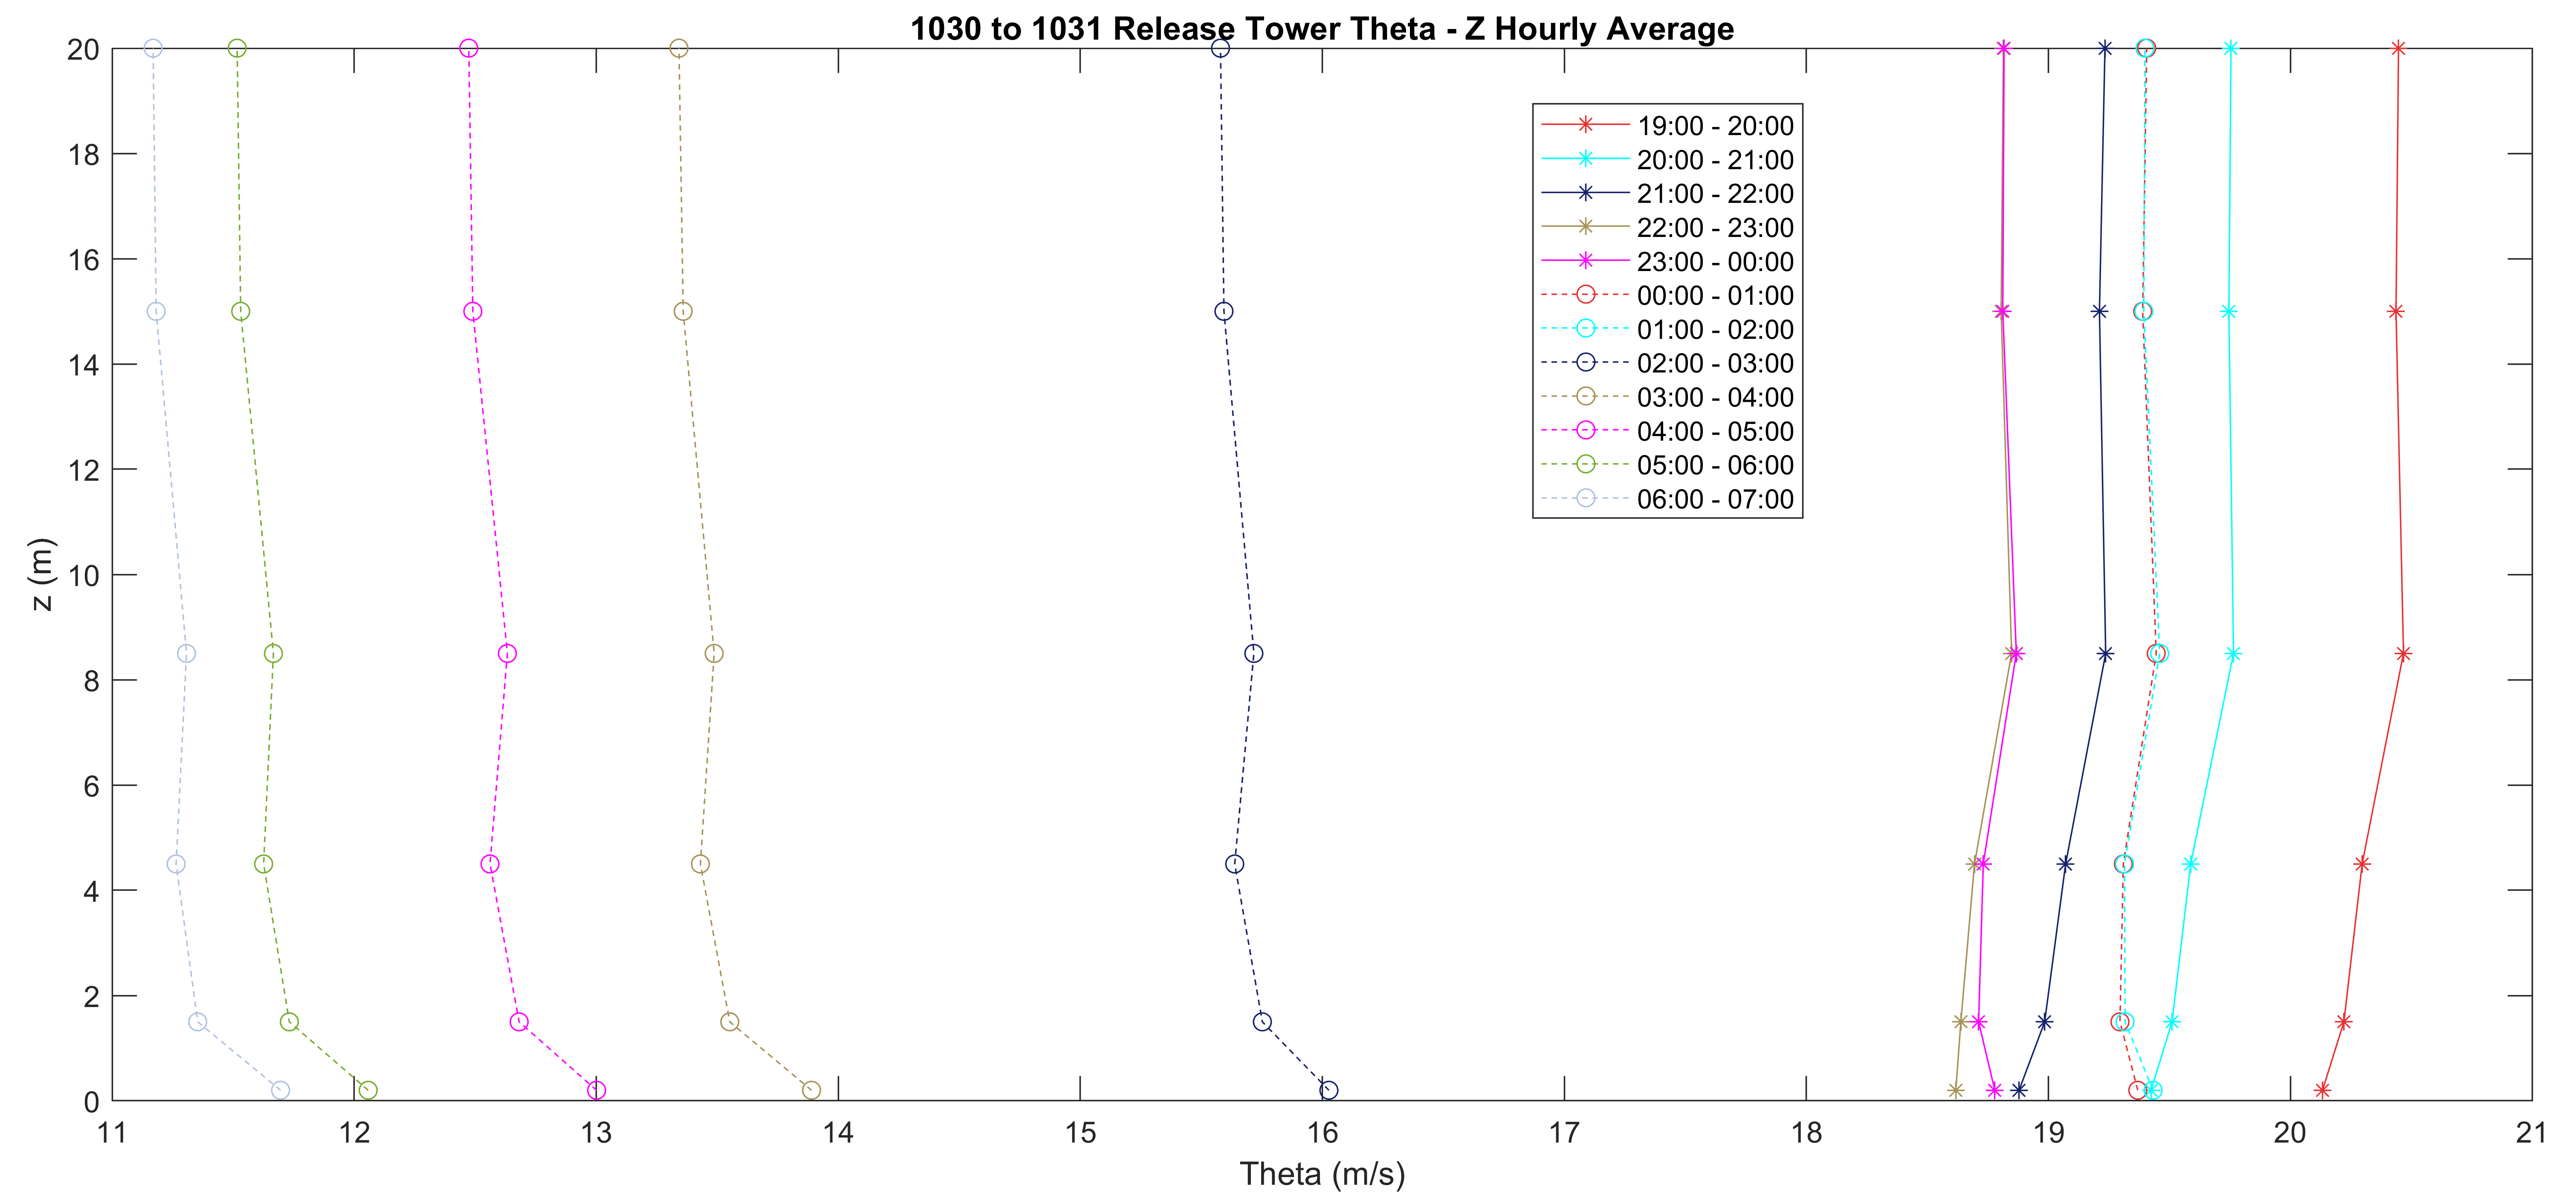 1030 to 1031 Release Tower Theta - Z Hourly Average
20
18
16
14
12
10
8
6
4
2
0
z (m)
19:00 - 20:00
20:00 - 21:00
21:00 - 22:00
22:00 - 23:00
23:00 - 00:00
00:00 - 01:00
01:00 - 02:00
02:00 - 03:00
03:00 - 04:00
04:00 - 05:00
05:00 - 06:00
06:00 - 07:00
11 12 13 14 15 16 17 18 19 20 21
Theta (m/s)